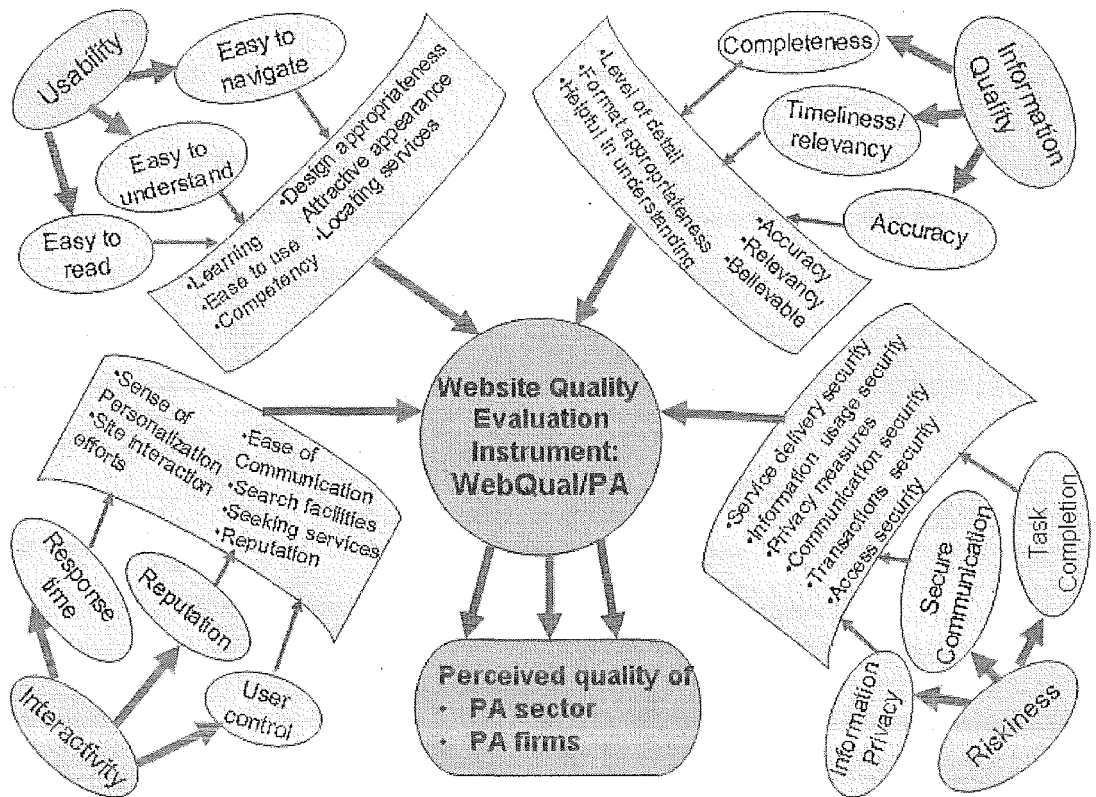 Usability
Easy to
navigate
Easy to
understand
Easy to
read
•Design appropriateness
Attractive appearance
•Locating services
•Learning
•Ease to use
•Competency
Completeness
Timeliness/
relevancy
Accuracy
Information
Quality
•Level of detail
•Format appropriateness
•Helpful in understanding
•Accuracy
•Relevancy
•Believable
Website Quality
Evaluation
Instrument:
WebQual/PA
•Sense of
Personalization
•Site interaction
efforts
•Ease of
Communication
•Search facilities
•Seeking services
•Reputation
Response
time
Reputation
User
control
Interactivity
•Service delivery security
•Information usage security
•Privacy measures
•Communication security
•Transactions security
•Access security
Task
Completion
Secure
Communication
Information
Privacy
Riskiness
Perceived quality of
• PA sector
• PA firms